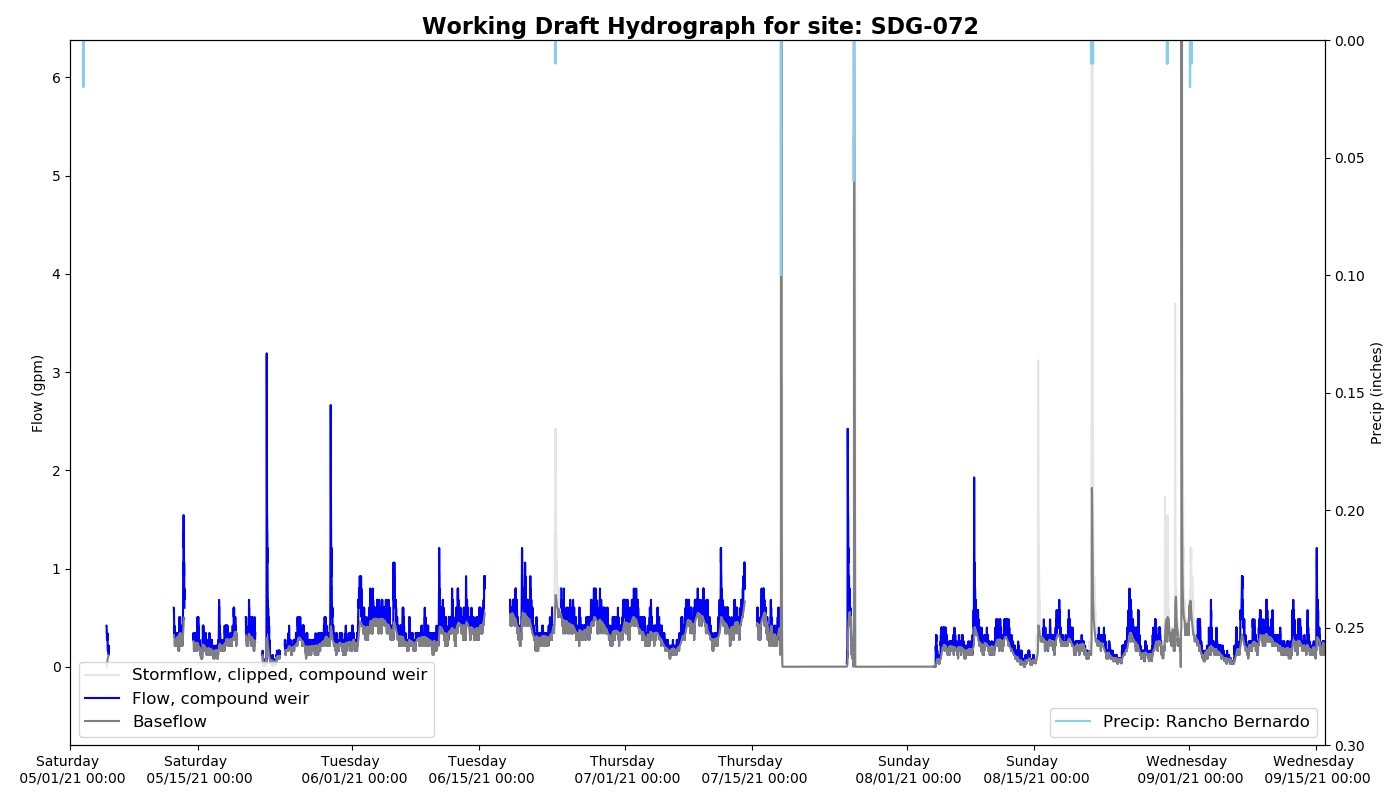 Working Draft Hydrograph for site: SDG-072
6
5
4
3
2
1
0
Flow (gpm)
0.00
0.05
0.10
0.15
0.20
0.25
0.30
Precip (inches)
Stormflow, clipped, compound weir
Flow, compound weir
Baseflow
Precip: Rancho Bernardo
Saturday
05/01/21 00:00
Saturday
05/15/21 00:00
Tuesday
06/01/21 00:00
Tuesday
06/15/21 00:00
Thursday
07/01/21 00:00
Thursday
07/15/21 00:00
Sunday
08/01/21 00:00
Sunday
08/15/21 00:00
Wednesday
09/01/21 00:00
Wednesday
09/15/21 00:00